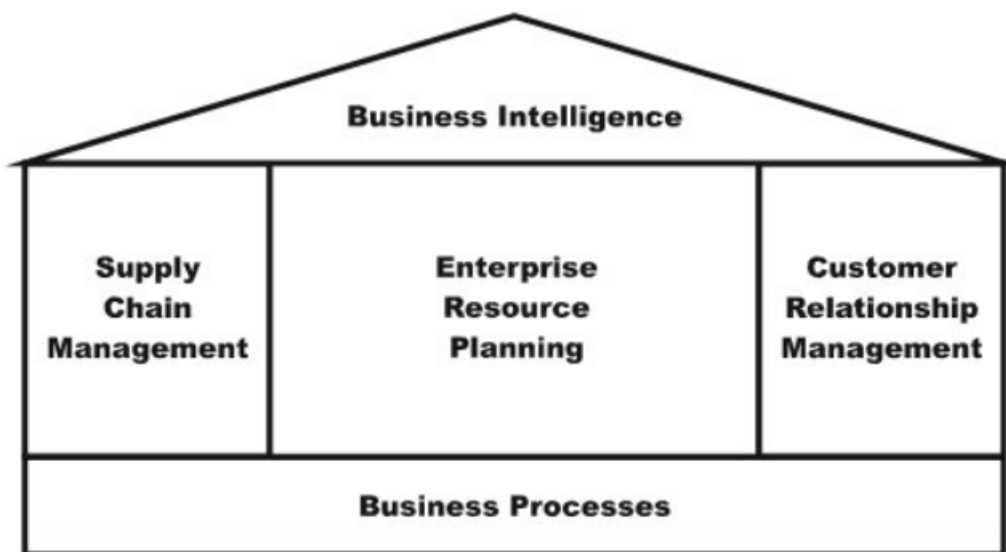 Business Intelligence
Supply
Chain
Management
Enterprise
Resource
Planning
Customer
Relationship
Management
Business Processes